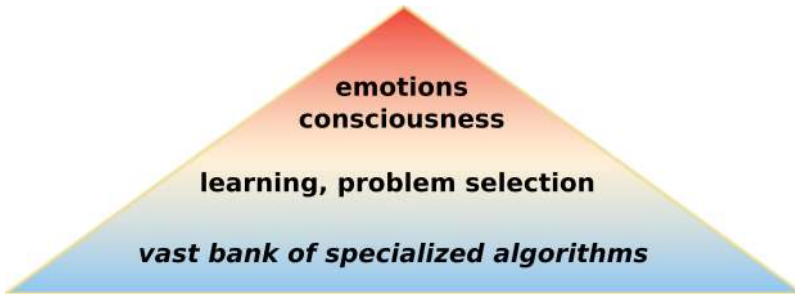 emotions
consciousness
learning, problem selection
vast bank of specialized algorithms